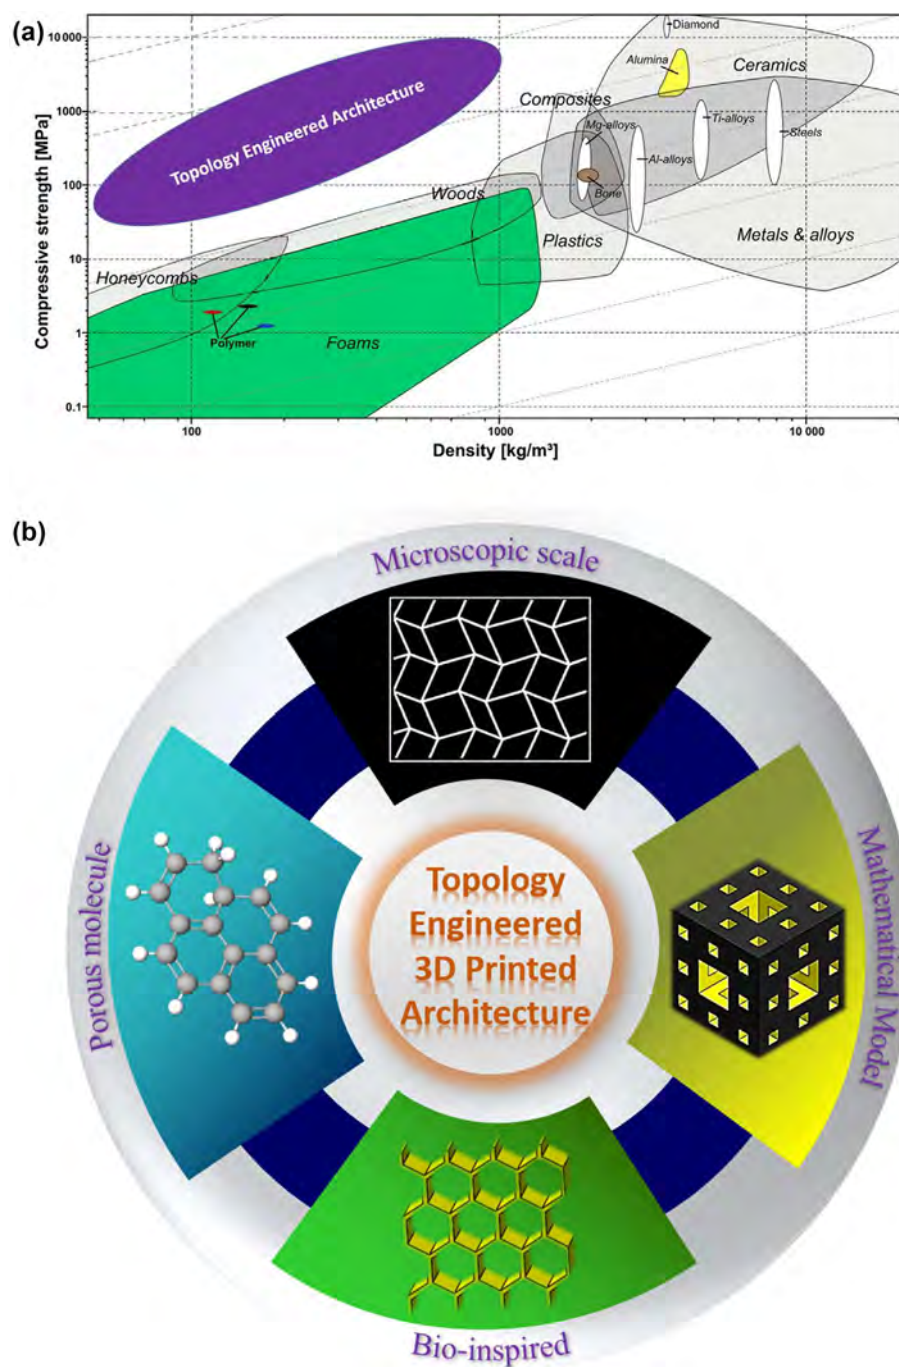 (a)
Compressive strength [MPa]
10 000
1000
100
10
1
0.1
Topology Engineered Architecture
Diamond
Alumina
Ceramics
Composites
Mg-alloys
Ti-alloys
Steels
Al-alloys
Bone
Woods
Plastics
Metals & alloys
Honeycombs
Polymer
Foams
100
1000
10 000
Density [kg/m³]
(b)
Microscopic scale
Porous molecule
Topology
Engineered
3D Printed
Architecture
Mathematical Model
Bio-inspired